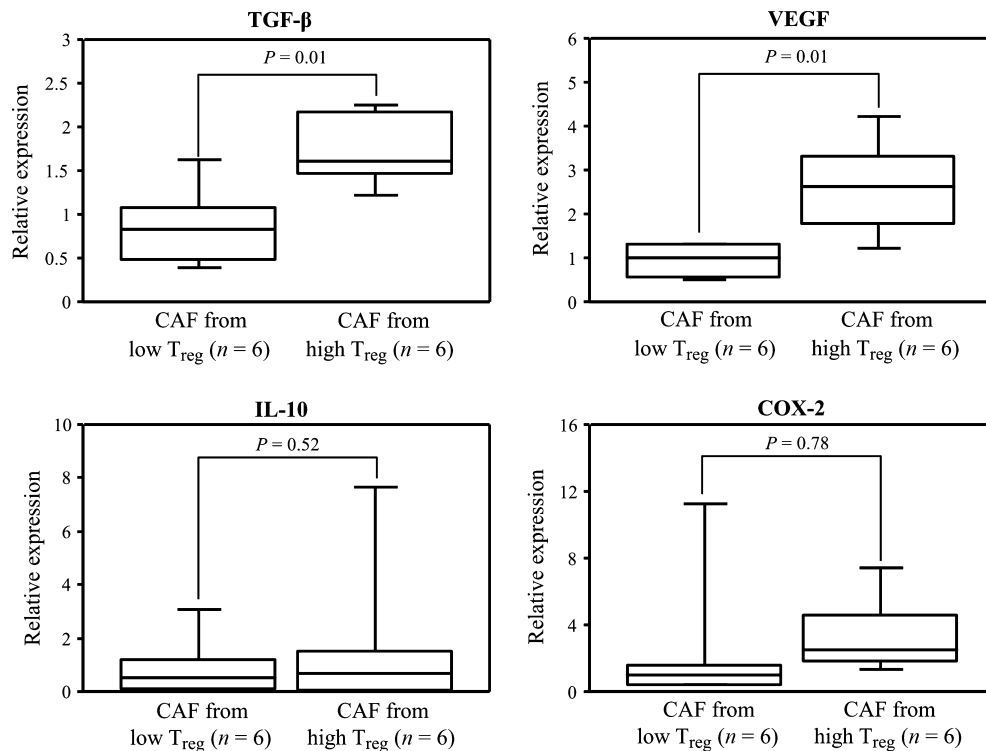 TGF-β
3
2.5
2
1.5
1
0.5
0
Relative expression
P = 0.01
CAF from
low Treg (n = 6)
CAF from
high Treg (n = 6)
VEGF
6
5
4
3
2
1
0
Relative expression
P = 0.01
CAF from
low Treg (n = 6)
CAF from
high Treg (n = 6)
IL-10
10
8
6
4
2
0
Relative expression
P = 0.52
CAF from
low Treg (n = 6)
CAF from
high Treg (n = 6)
COX-2
16
12
8
4
0
Relative expression
P = 0.78
CAF from
low Treg (n = 6)
CAF from
high Treg (n = 6)